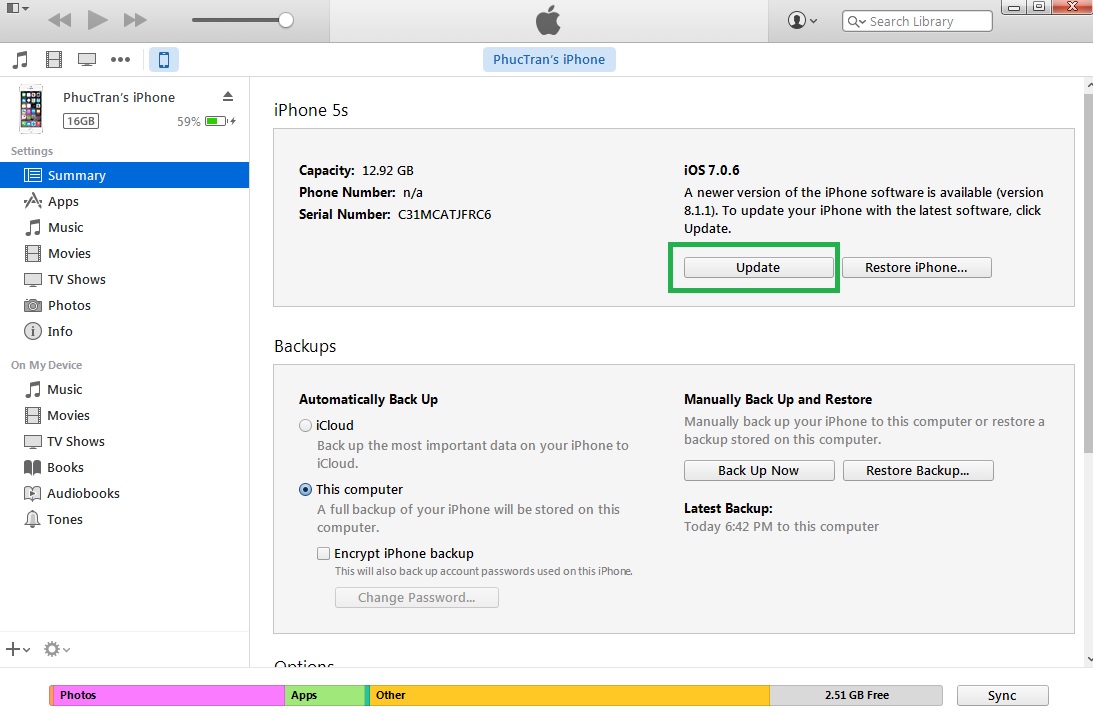 Search Library
PhucTran's iPhone
PhucTran's iPhone
16GB
59%
Settings
Summary
Apps
Music
Movies
TV Shows
Photos
Info
On My Device
Music
Movies
TV Shows
Books
Audiobooks
Tones
iPhone 5s
Capacity: 12.92 GB
Phone Number: n/a
Serial Number: C31MCATJFRC6
iOS 7.0.6
A newer version of the iPhone software is available (version
8.1.1). To update your iPhone with the latest software, click
Update.
Update
Restore iPhone...
Backups
Automatically Back Up
iCloud
Back up the most important data on your iPhone to
iCloud.
This computer
A full backup of your iPhone will be stored on this
computer.
Encrypt iPhone backup
This will also back up account passwords used on this iPhone.
Change Password...
Manually Back Up and Restore
Manually back up your iPhone to this computer or restore a
backup stored on this computer.
Back Up Now
Restore Backup...
Latest Backup:
Today 6:42 PM to this computer
Options
Photos
Apps
Other
2.51 GB Free
Sync